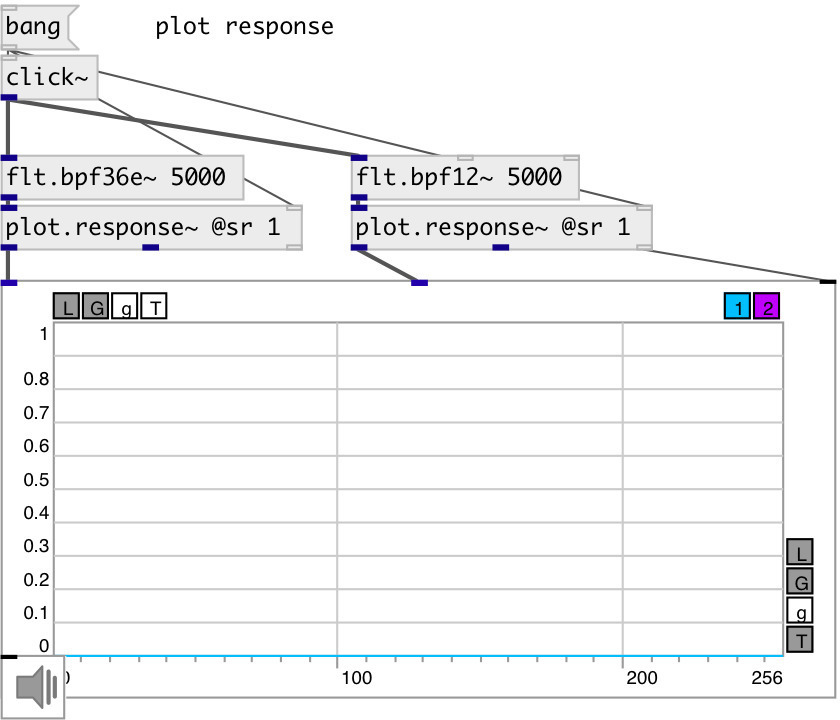 bang
plot response
click~
flt.bpf36e~ 5000
flt.bpf12~ 5000
plot.response~ @sr 1
plot.response~ @sr 1
L G g T
1 2
1
0.8
0.7
0.6
0.5
0.4
0.3
0.2
0.1
0
L
G
g
T
100
200
256